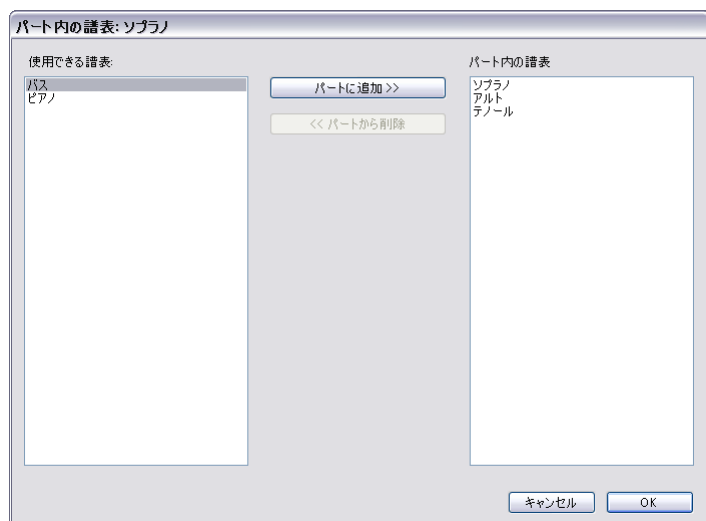 パート内の譜表: ソプラノ
使用できる譜表:
バス
ピアノ
パートに追加 >>
<< パートから削除
パート内の譜表
ソプラノ
アルト
テノール
キャンセル
OK